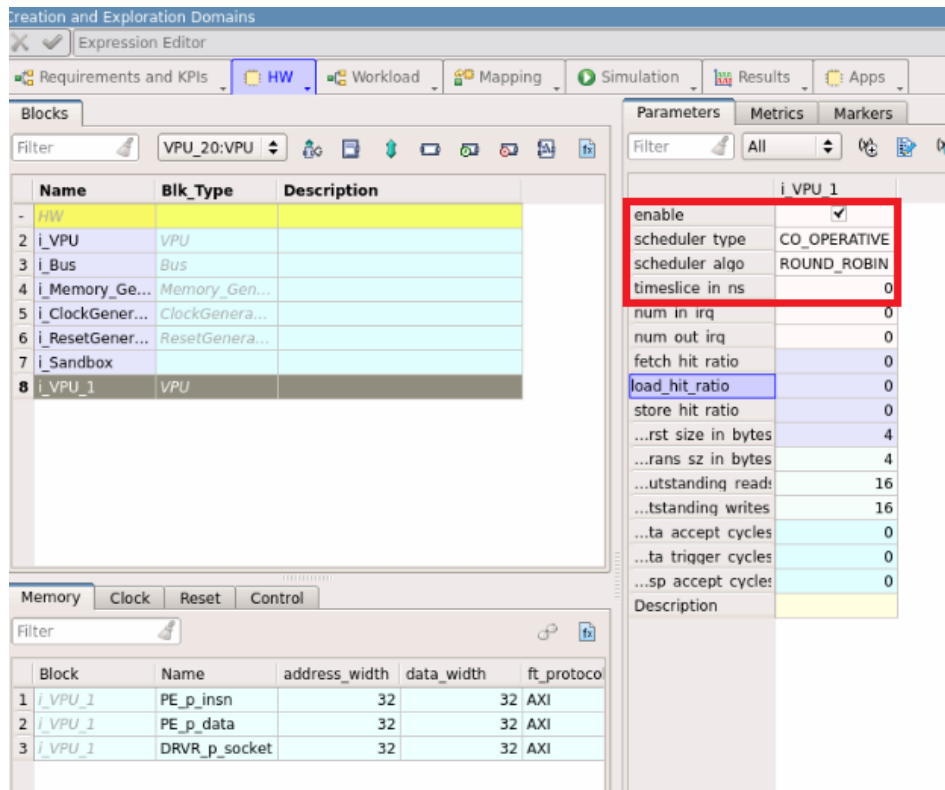 Creation and Exploration Domains
Expression Editor
Requirements and KPIs HW Workload Mapping Simulation Results Apps
Blocks
Filter VPU_20:VPU
Name Blk_Type Description
- HW
2 i_VPU VPU
3 i_Bus Bus
4 i_Memory_Ge... Memory_Gen...
5 i_ClockGener... ClockGenera...
6 i_ResetGener... ResetGenera...
7 i_Sandbox
8 i_VPU_1 VPU
Memory Clock Reset Control
Filter
Block Name address_width data_width ft_protocol
1 i_VPU_1 PE_p_insn 32 32 AXI
2 i_VPU_1 PE_p_data 32 32 AXI
3 i_VPU_1 DRVR_p_socket 32 32 AXI
Parameters Metrics Markers
Filter All
i_VPU_1
enable
scheduler type CO_OPERATIVE
scheduler algo ROUND_ROBIN
timeslice in ns 0
num in irq 0
num out irq 0
fetch hit ratio 0
load_hit_ratio 0
store hit ratio 0
...rst size in bytes 4
...rans sz in bytes 4
...utstanding reads 16
...tstanding writes 16
...ta accept cycles 0
...ta trigger cycles 0
...sp accept cycles 0
Description